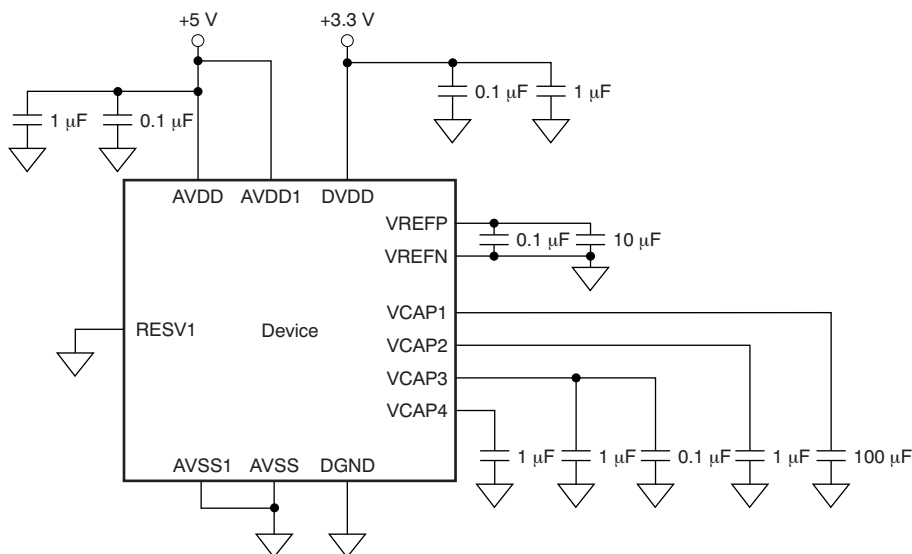 +5 V
+3.3 V
1 μF
0.1 μF
0.1 μF
1 μF
AVDD
AVDD1
DVDD
VREFP
0.1 μF
10 μF
VREFN
VCAP1
RESV1
Device
VCAP2
VCAP3
VCAP4
1 μF
1 μF
0.1 μF
1 μF
100 μF
AVSS1
AVSS
DGND